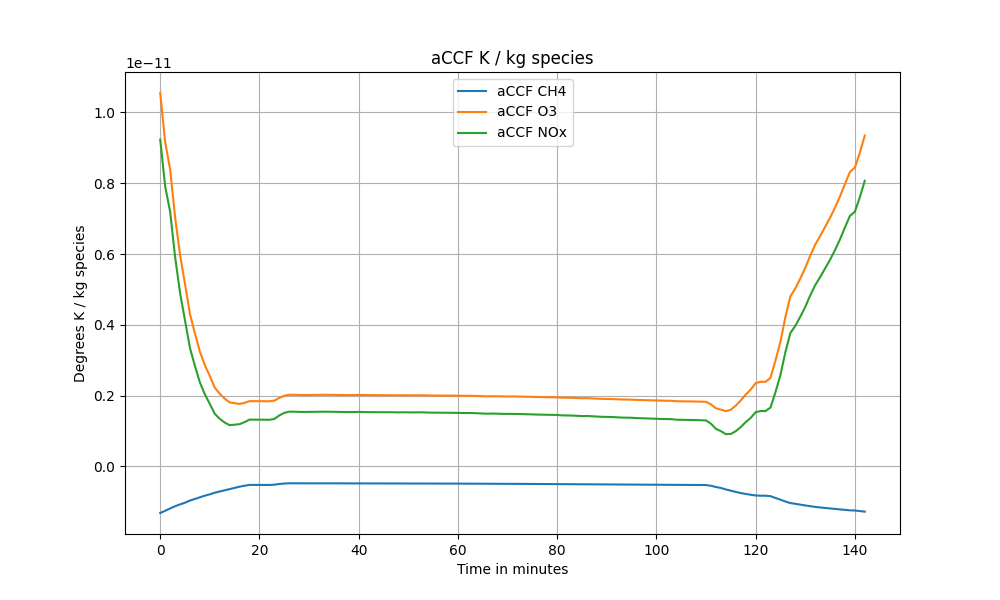 aCCF K / kg species
1e−11
aCCF CH4
aCCF O3
aCCF NOx
Degrees K / kg species
1.0
0.8
0.6
0.4
0.2
0.0
0 20 40 60 80 100 120 140
Time in minutes